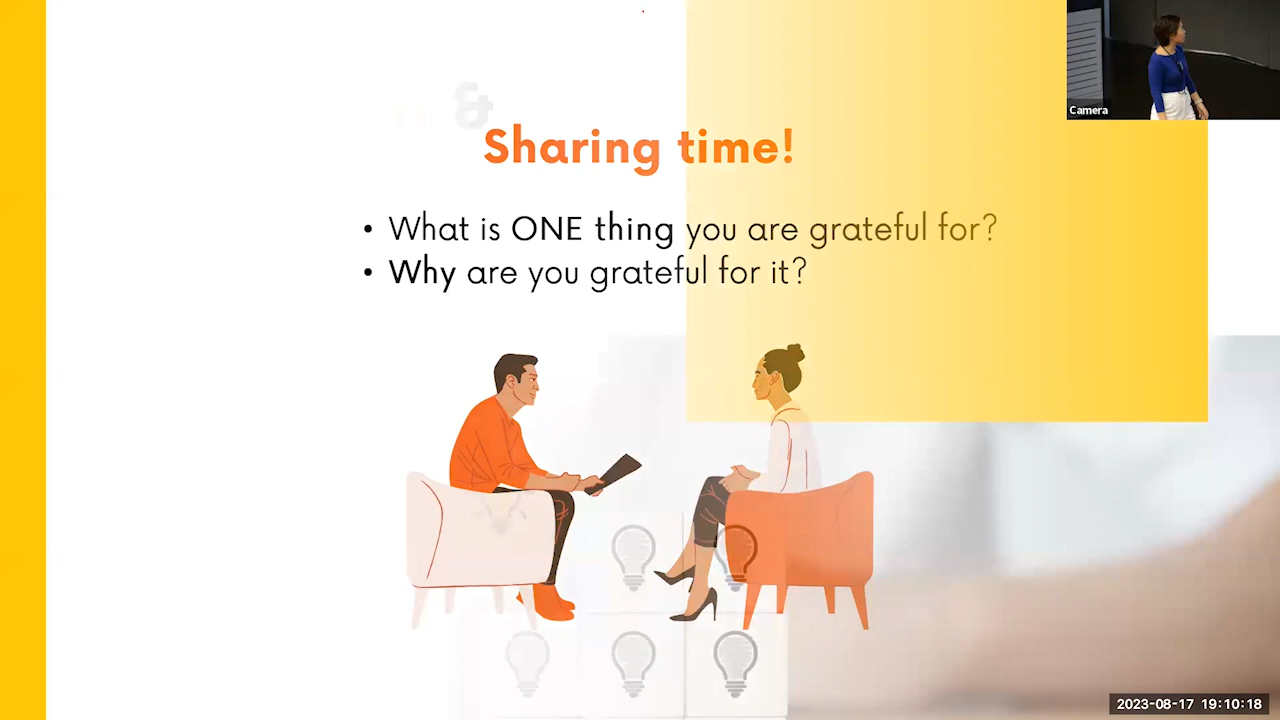 Camera
&
Sharing time!
• What is ONE thing you are grateful for?
• Why are you grateful for it?
2023-08-17 19:10:18